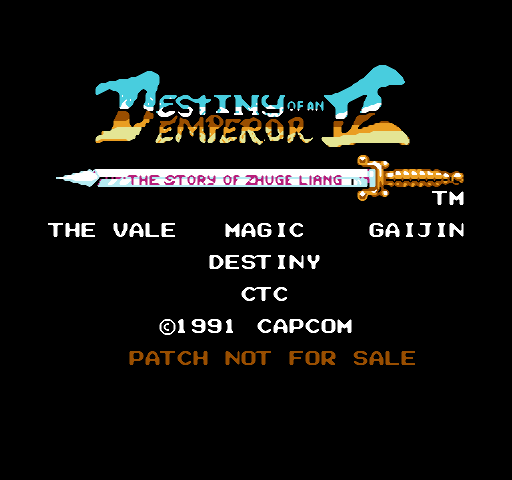 DESTINY OF AN
EMPEROR II
THE STORY OF ZHUGE LIANG
TM
THE VALE MAGIC GAIJIN
DESTINY
CTC
©1991 CAPCOM
PATCH NOT FOR SALE